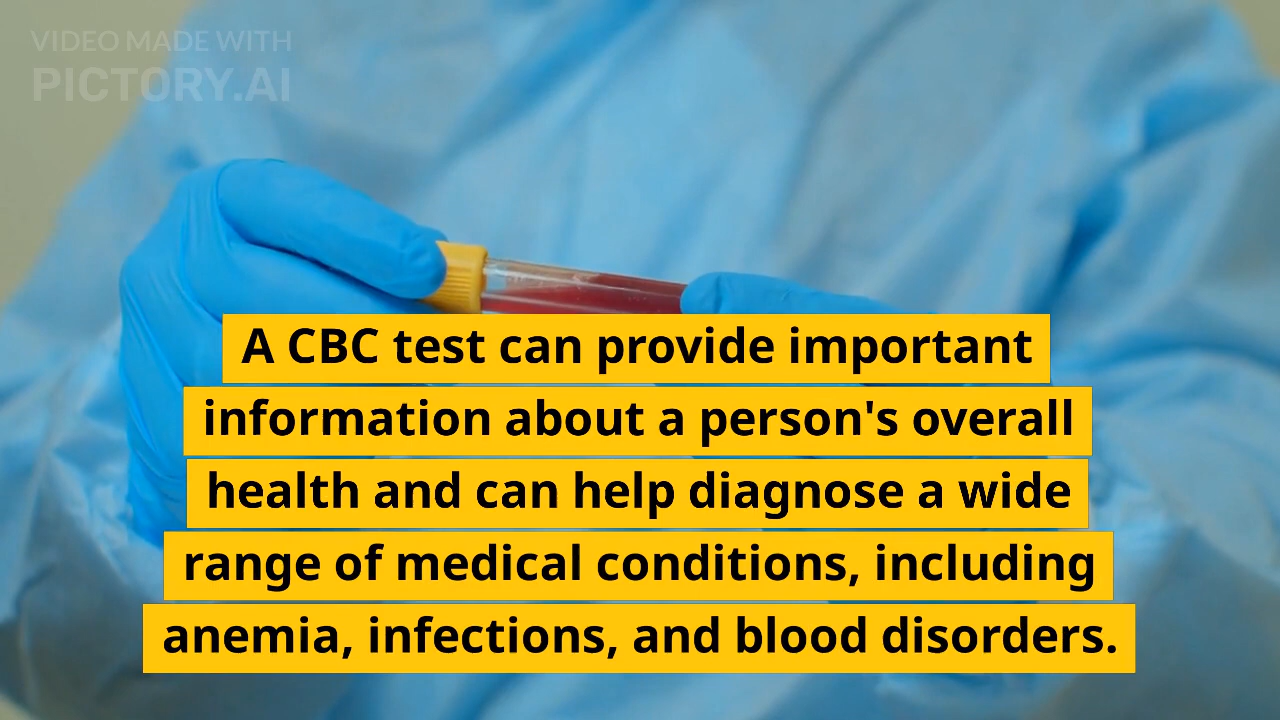 VIDEO MADE WITH
PICTORY.AI
A CBC test can provide important
information about a person's overall
health and can help diagnose a wide
range of medical conditions, including
anemia, infections, and blood disorders.